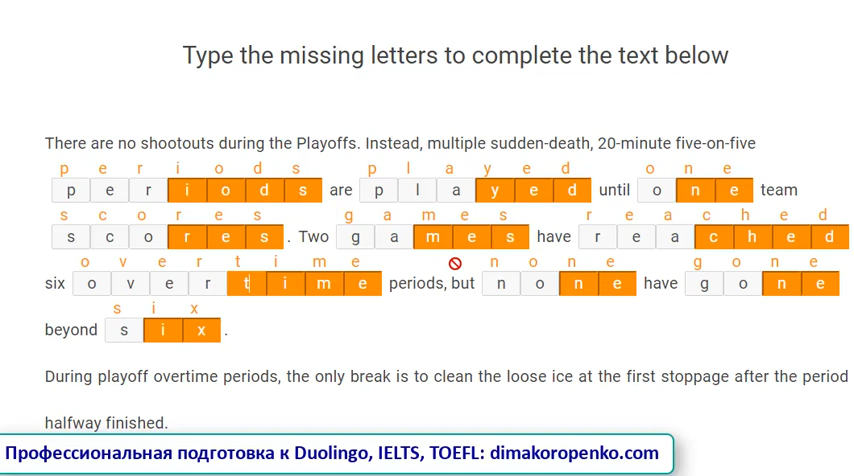 Type the missing letters to complete the text below
There are no shootouts during the Playoffs. Instead, multiple sudden-death, 20-minute five-on-five
p e r i o d s p l a y e d o n e
p e r i o d s are p l a y e d until o n e team
s c o r e s g a m e s r e a c h e d
s c o r e s . Two g a m e s have r e a c h e d
o v e r t i m e n o n e g o n e
six o v e r t i m e periods, but n o n e have g o n e
s i x
beyond s i x .
During playoff overtime periods, the only break is to clean the loose ice at the first stoppage after the period
halfway finished.
Профессиональная подготовка к Duolingo, IELTS, TOEFL: dimakoropenko.com